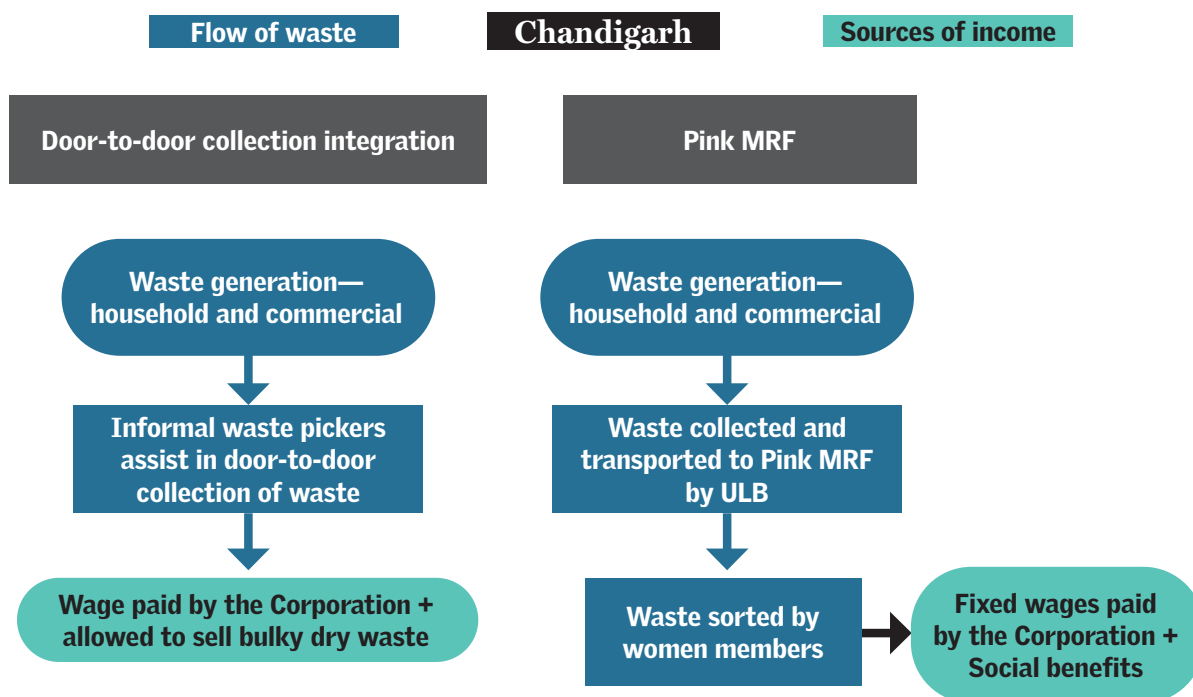 Flow of waste
Chandigarh
Sources of income
Door-to-door collection integration
Pink MRF
Waste generation—
household and commercial
Informal waste pickers
assist in door-to-door
collection of waste
Wage paid by the Corporation +
allowed to sell bulky dry waste
Waste generation—
household and commercial
Waste collected and
transported to Pink MRF
by ULB
Waste sorted by
women members
Fixed wages paid
by the Corporation +
Social benefits